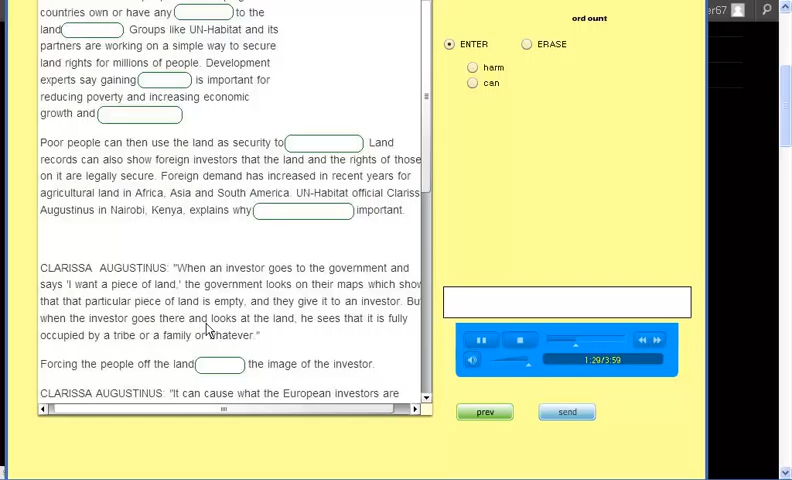 countries own or have any to the
land Groups like UN-Habitat and its
partners are working on a simple way to secure
land rights for millions of people. Development
experts say gaining is important for
reducing poverty and increasing economic
growth and
Poor people can then use the land as security to Land
records can also show foreign investors that the land and the rights of those
on it are legally secure. Foreign demand has increased in recent years for
agricultural land in Africa, Asia and South America. UN-Habitat official Clariss
Augustinus in Nairobi, Kenya, explains why important.
CLARISSA AUGUSTINUS: "When an investor goes to the government and
says 'I want a piece of land,' the government looks on their maps which show
that that particular piece of land is empty, and they give it to an investor. Bu
when the investor goes there and looks at the land, he sees that it is fully
occupied by a tribe or a family or whatever."
Forcing the people off the land the image of the investor.
CLARISSA AUGUSTINUS: "It can cause what the European investors are
er67
ord ount
ENTER ERASE
harm
can
1:29/3:59
prev send